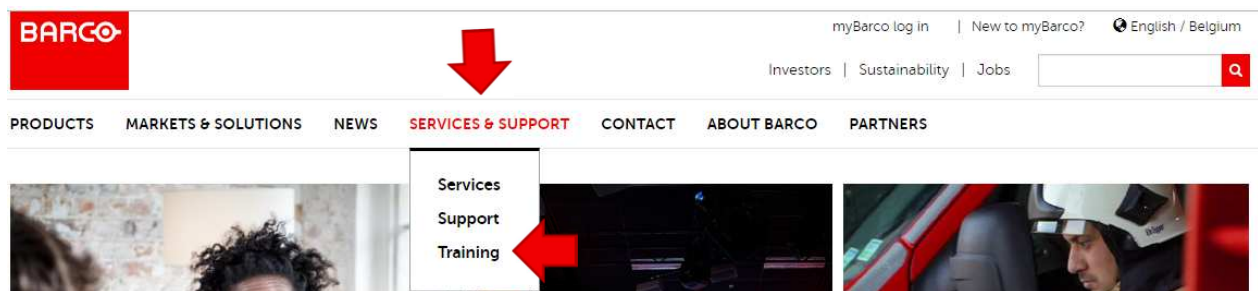 BARCO
myBarco log in | New to myBarco? English / Belgium
Investors | Sustainability | Jobs
PRODUCTS MARKETS & SOLUTIONS NEWS SERVICES & SUPPORT CONTACT ABOUT BARCO PARTNERS
Services
Support
Training